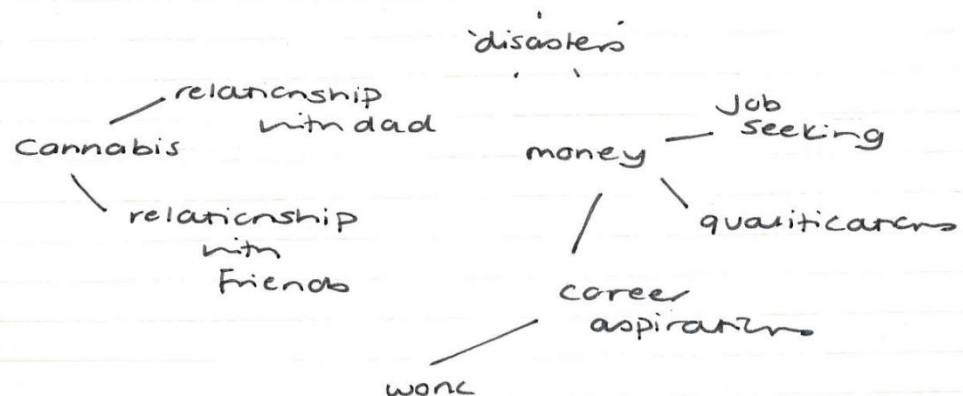 disasters
relationship
with dad
Cannabis
relationship
with
Friends
Job
seeking
money
qualifications
career
aspirations
work